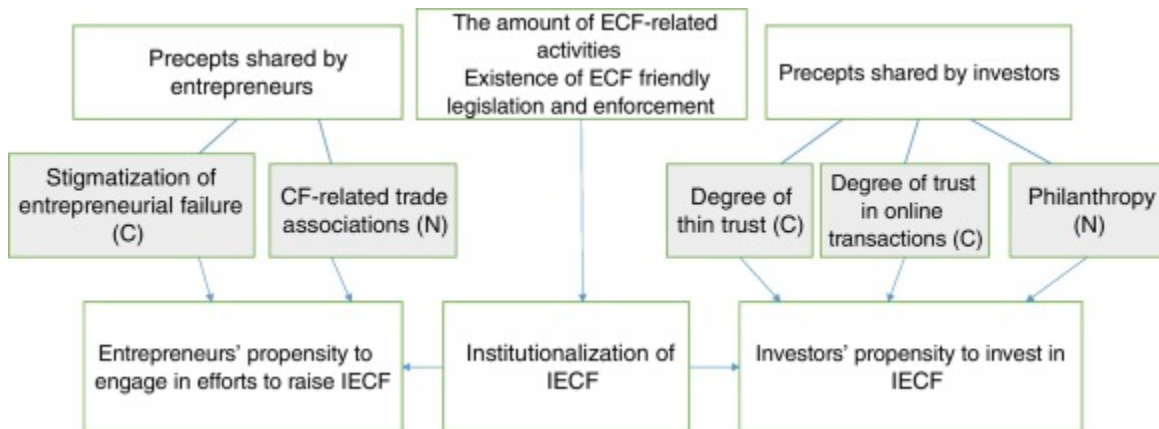 Precepts shared by
entrepreneurs
The amount of ECF-related
activities
Existence of ECF friendly
legislation and enforcement
Precepts shared by investors
Stigmatization of
entrepreneurial failure
(C)
CF-related trade
associations (N)
Degree of
thin trust (C)
Degree of trust
in online
transactions (C)
Philanthropy
(N)
Entrepreneurs’ propensity to
engage in efforts to raise IECF
Institutionalization of
IECF
Investors’ propensity to invest in
IECF